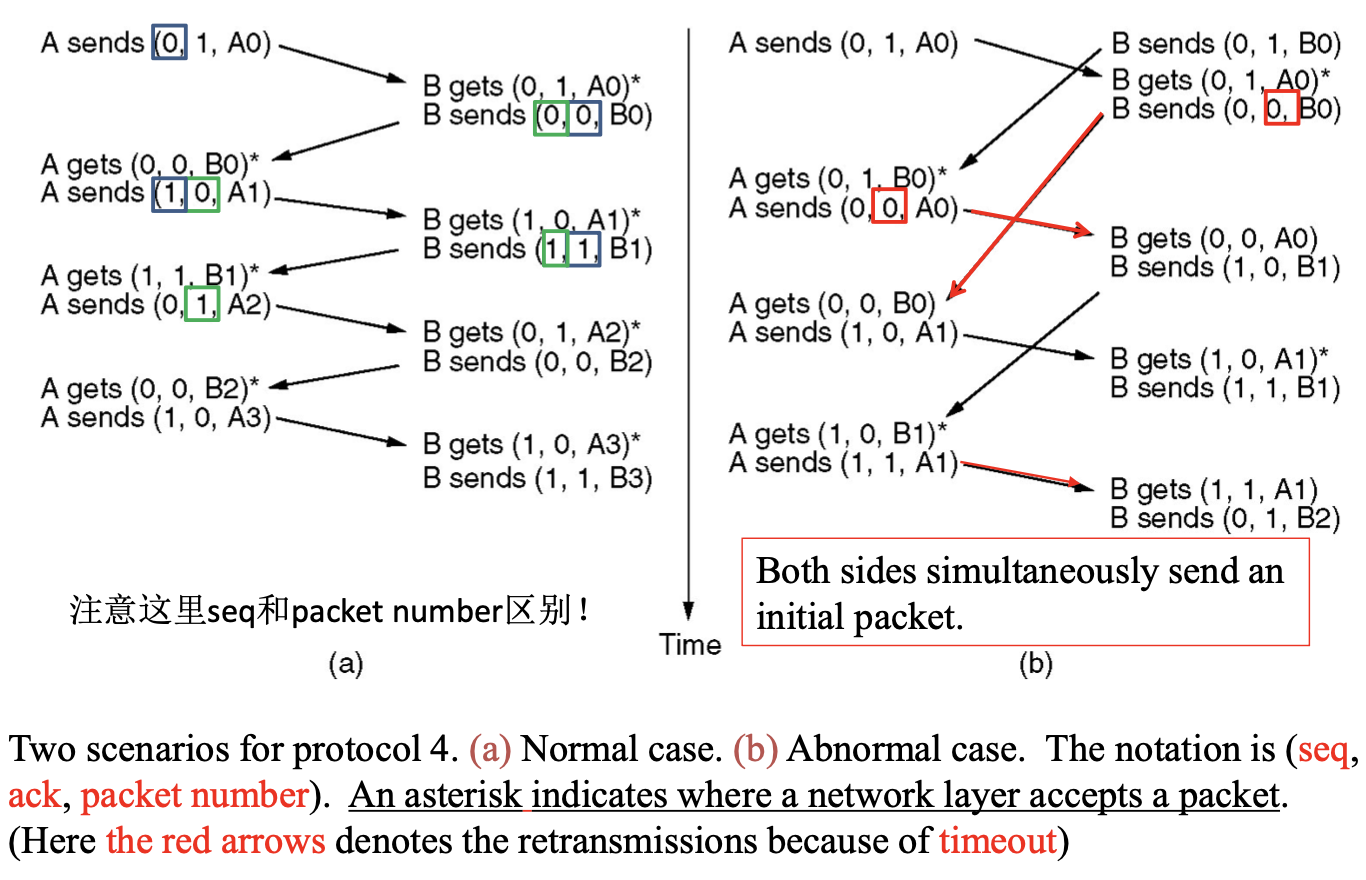 A sends (0, 1, A0)
B gets (0, 1, A0)*
B sends (0, 0, B0)
A gets (0, 0, B0)*
A sends (1, 0, A1)
B gets (1, 0, A1)*
B sends (1, 1, B1)
A gets (1, 1, B1)*
A sends (0, 1, A2)
B gets (0, 1, A2)*
B sends (0, 0, B2)
A gets (0, 0, B2)*
A sends (1, 0, A3)
B gets (1, 0, A3)*
B sends (1, 1, B3)
注意这里seq和packet number区别！
(a)
Time
A sends (0, 1, A0)
B sends (0, 1, B0)
B gets (0, 1, A0)*
B sends (0, 0, B0)
A gets (0, 1, B0)*
A sends (0, 0, A0)
B gets (0, 0, A0)
B sends (1, 0, B1)
A gets (0, 0, B0)
A sends (1, 0, A1)
B gets (1, 0, A1)*
B sends (1, 1, B1)
A gets (1, 0, B1)*
A sends (1, 1, A1)
B gets (1, 1, A1)
B sends (0, 1, B2)
Both sides simultaneously send an
initial packet.
(b)
Two scenarios for protocol 4. (a) Normal case. (b) Abnormal case. The notation is (seq,
ack, packet number). An asterisk indicates where a network layer accepts a packet.
(Here the red arrows denotes the retransmissions because of timeout)